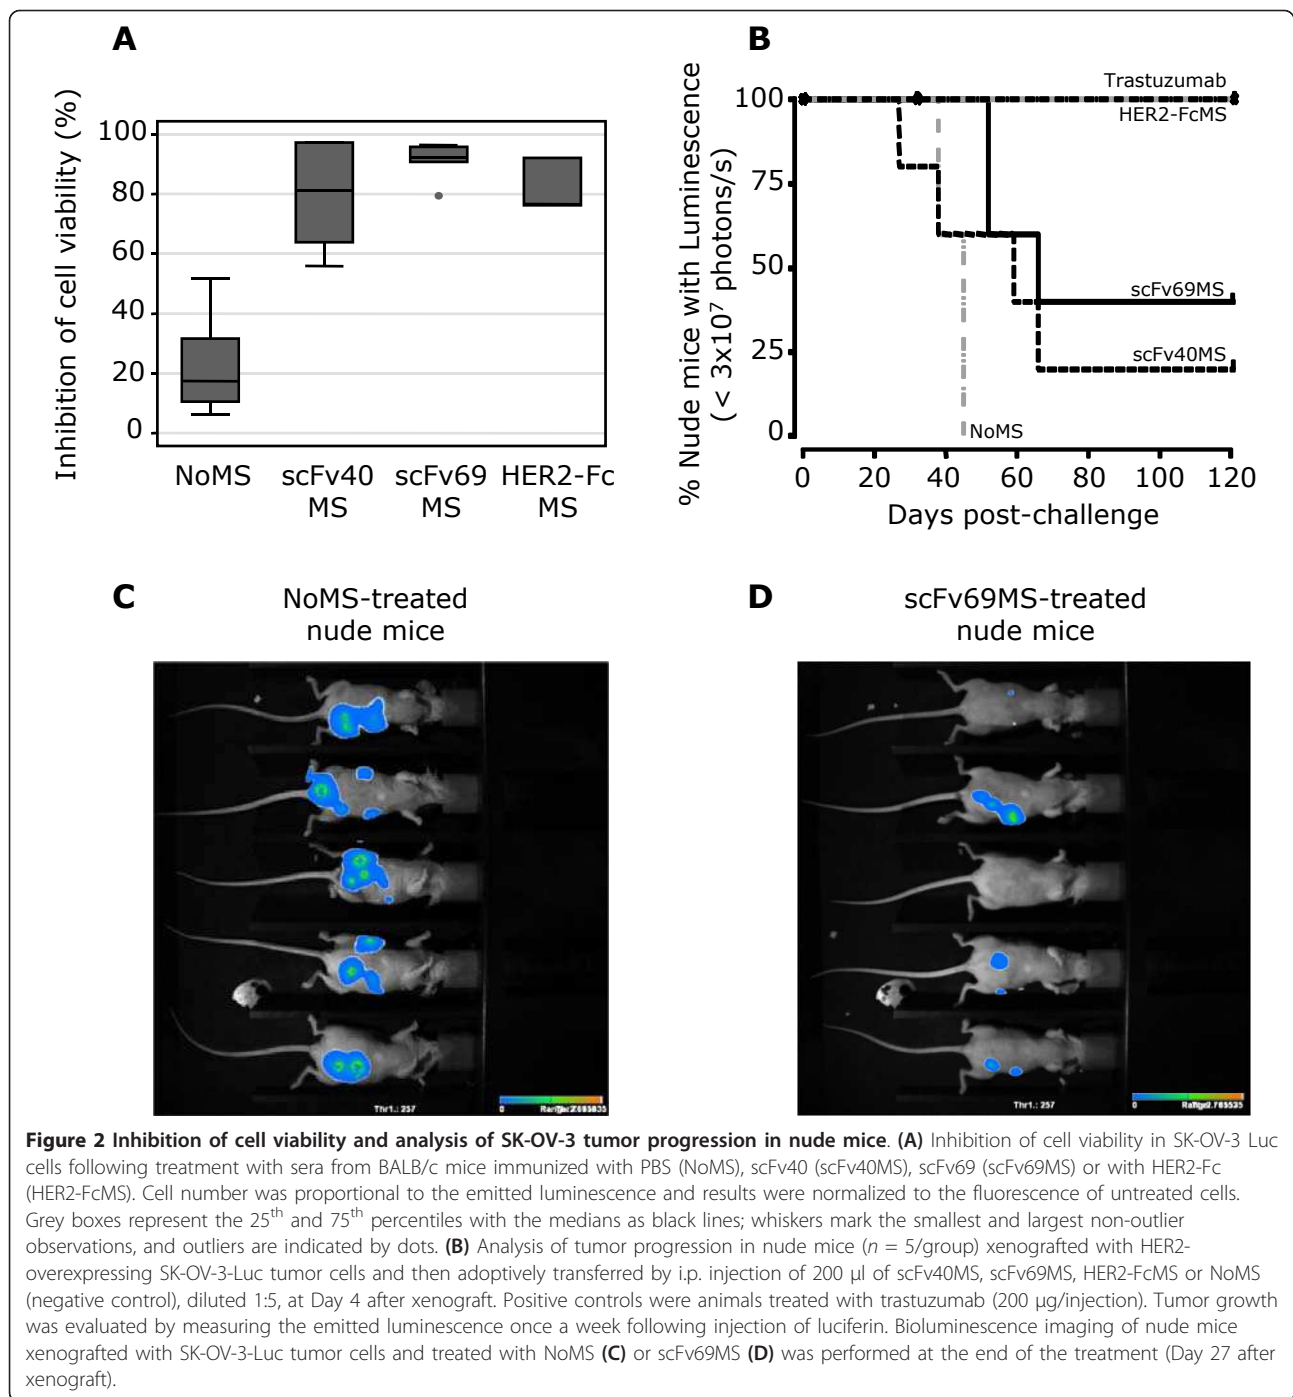 A
Inhibition of cell viability (%)
100
80
60
40
20
0
NoMS
scFv40
MS
scFv69
MS
HER2-Fc
MS
B
% Nude mice with Luminescence
(< 3x10⁷ photons/s)
100
75
50
25
0
Trastuzumab
HER2-FcMS
scFv69MS
scFv40MS
NoMS
0 20 40 60 80 100 120
Days post-challenge
C
NoMS-treated
nude mice
Thr1.: 257
0
D
scFv69MS-treated
nude mice
Thr1.: 257
0
Figure 2 Inhibition of cell viability and analysis of SK-OV-3 tumor progression in nude mice. (A) Inhibition of cell viability in SK-OV-3 Luc
cells following treatment with sera from BALB/c mice immunized with PBS (NoMS), scFv40 (scFv40MS), scFv69 (scFv69MS) or with HER2-Fc
(HER2-FcMS). Cell number was proportional to the emitted luminescence and results were normalized to the fluorescence of untreated cells.
Grey boxes represent the 25th and 75th percentiles with the medians as black lines; whiskers mark the smallest and largest non-outlier
observations, and outliers are indicated by dots. (B) Analysis of tumor progression in nude mice (n = 5/group) xenografted with HER2-
overexpressing SK-OV-3-Luc tumor cells and then adoptively transferred by i.p. injection of 200 μl of scFv40MS, scFv69MS, HER2-FcMS or NoMS
(negative control), diluted 1:5, at Day 4 after xenograft. Positive controls were animals treated with trastuzumab (200 μg/injection). Tumor growth
was evaluated by measuring the emitted luminescence once a week following injection of luciferin. Bioluminescence imaging of nude mice
xenografted with SK-OV-3-Luc tumor cells and treated with NoMS (C) or scFv69MS (D) was performed at the end of the treatment (Day 27 after
xenograft).